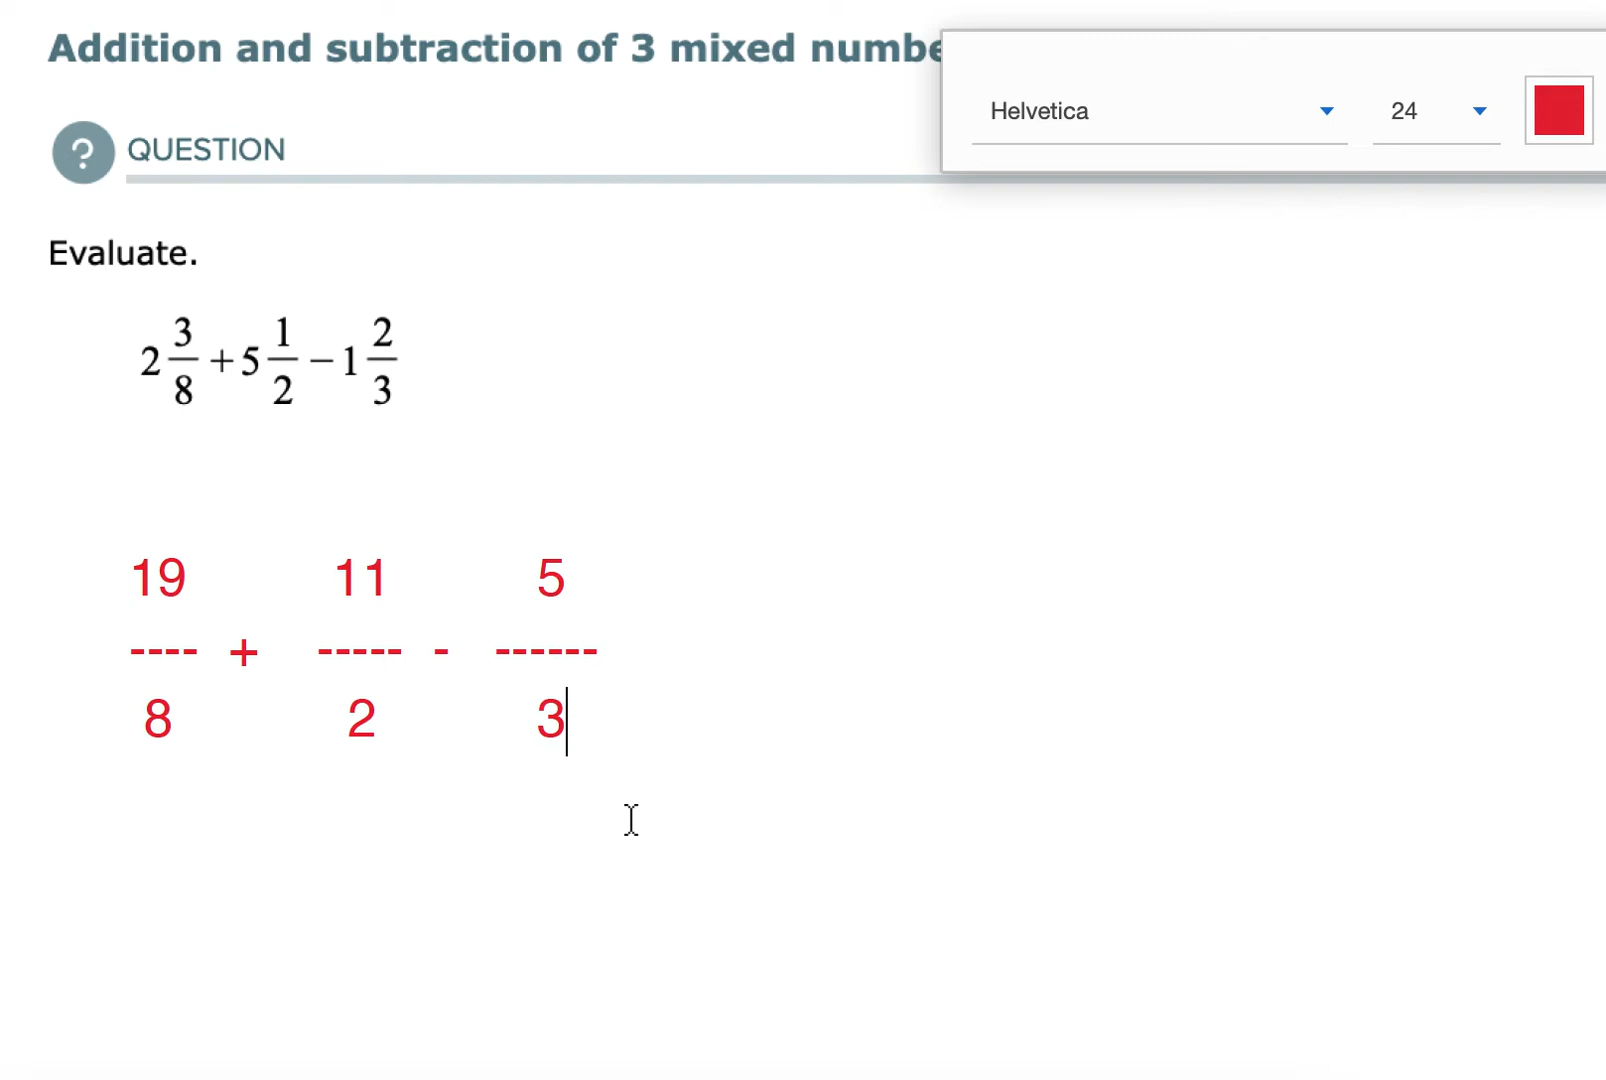 Addition and subtraction of 3 mixed numbe
Helvetica 24
? QUESTION
Evaluate.
2 3/8 + 5 1/2 − 1 2/3
19 11 5
---- + ----- - ------
8 2 3